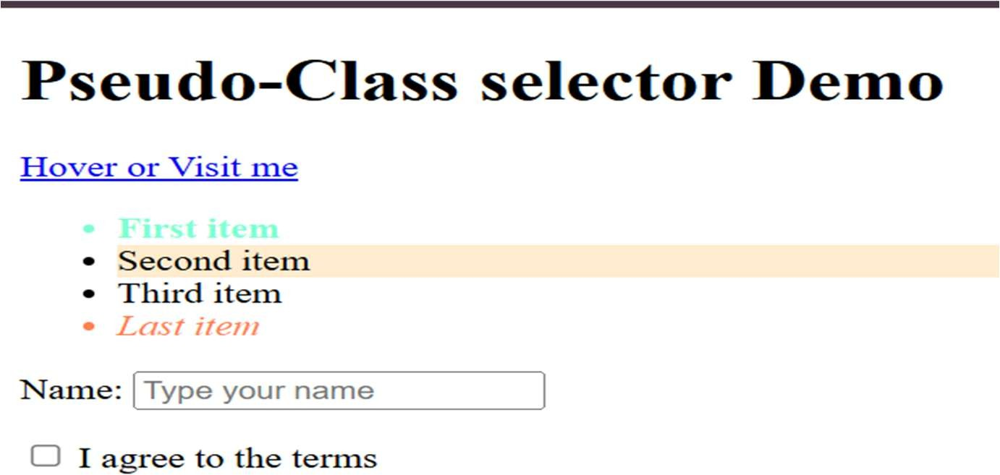 Pseudo-Class selector Demo
Hover or Visit me
First item
Second item
Third item
Last item
Name: Type your name
I agree to the terms